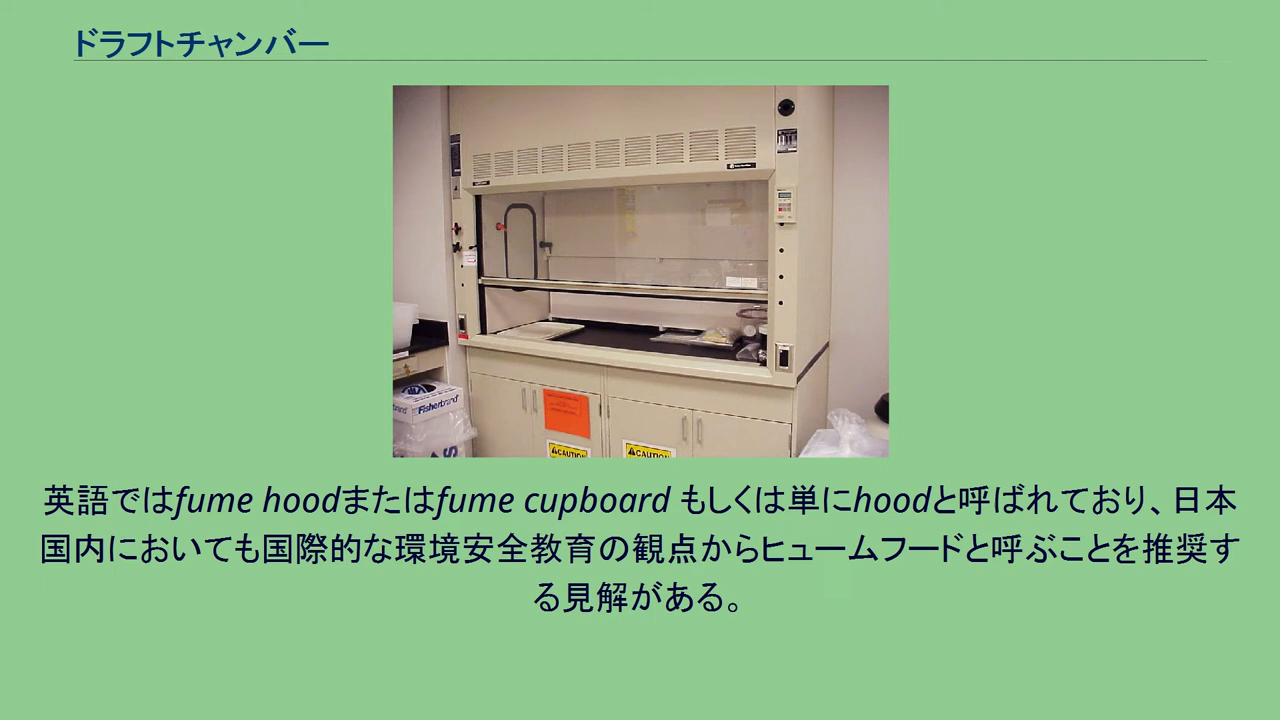 ドラフトチャンバー
Fisherbrand
CAUTION
CAUTION
英語ではfume hoodまたはfume cupboard もしくは単にhoodと呼ばれており、日本
国内においても国際的な環境安全教育の観点からヒュームフードと呼ぶことを推奨す
る見解がある。